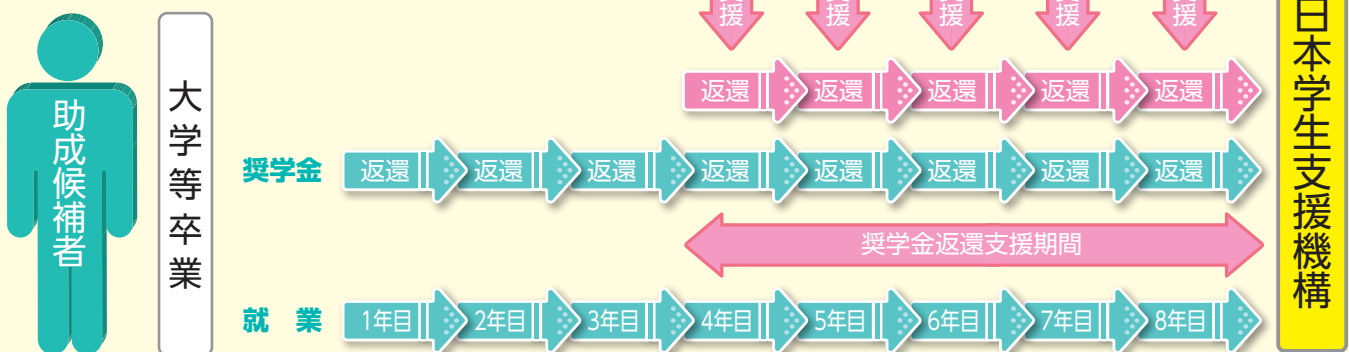 援 援 援 援 援
返還 返還 返還 返還 返還
助成候補者
大学等卒業
奨学金 返還 返還 返還 返還 返還 返還 返還 返還
奨学金返還支援期間
就 業 1年目 2年目 3年目 4年目 5年目 6年目 7年目 8年目
日本学生支援機構